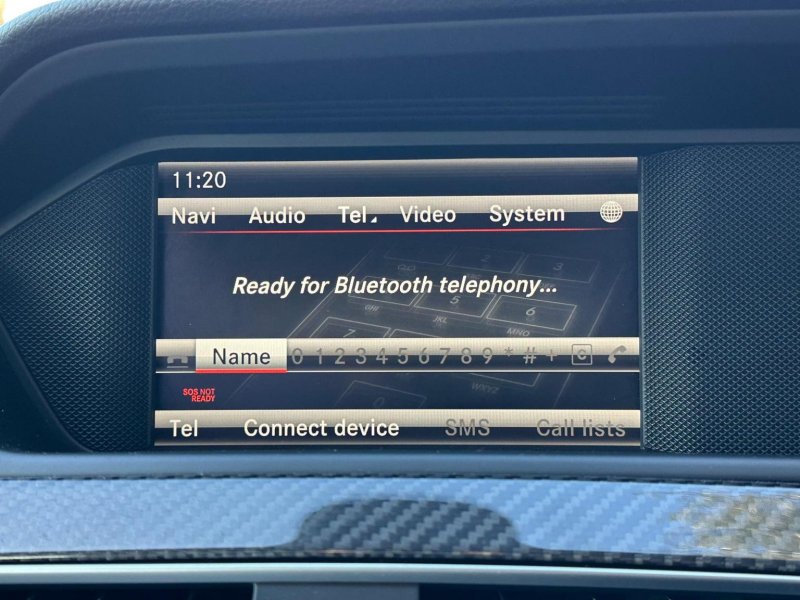 11:20
Navi Audio Tel Video System
Ready for Bluetooth telephony...
Name 0 1 2 3 4 5 6 7 8 9 * # +
SOS NOT
READY
Tel Connect device SMS Call lists